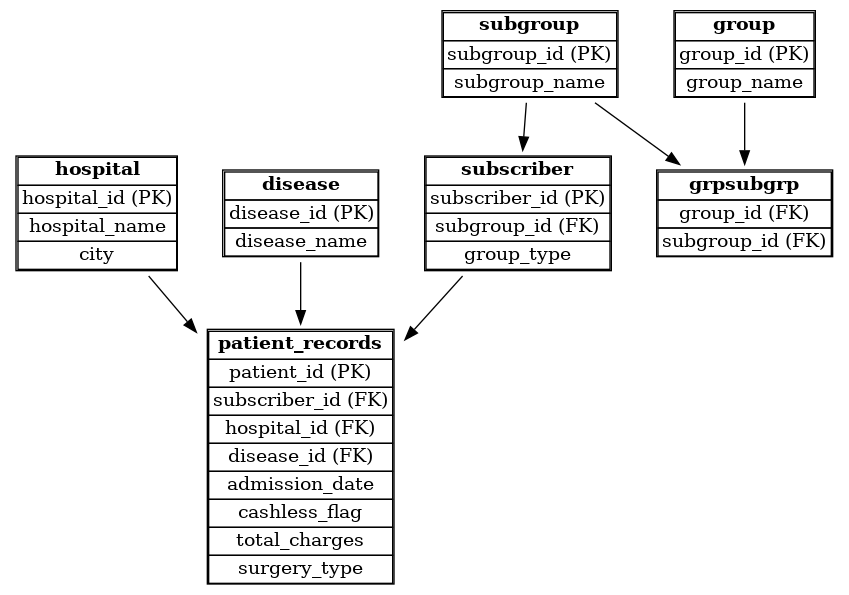 subgroup
subgroup_id (PK)
subgroup_name
group
group_id (PK)
group_name
hospital
hospital_id (PK)
hospital_name
city
disease
disease_id (PK)
disease_name
subscriber
subscriber_id (PK)
subgroup_id (FK)
group_type
grpsubgrp
group_id (FK)
subgroup_id (FK)
patient_records
patient_id (PK)
subscriber_id (FK)
hospital_id (FK)
disease_id (FK)
admission_date
cashless_flag
total_charges
surgery_type